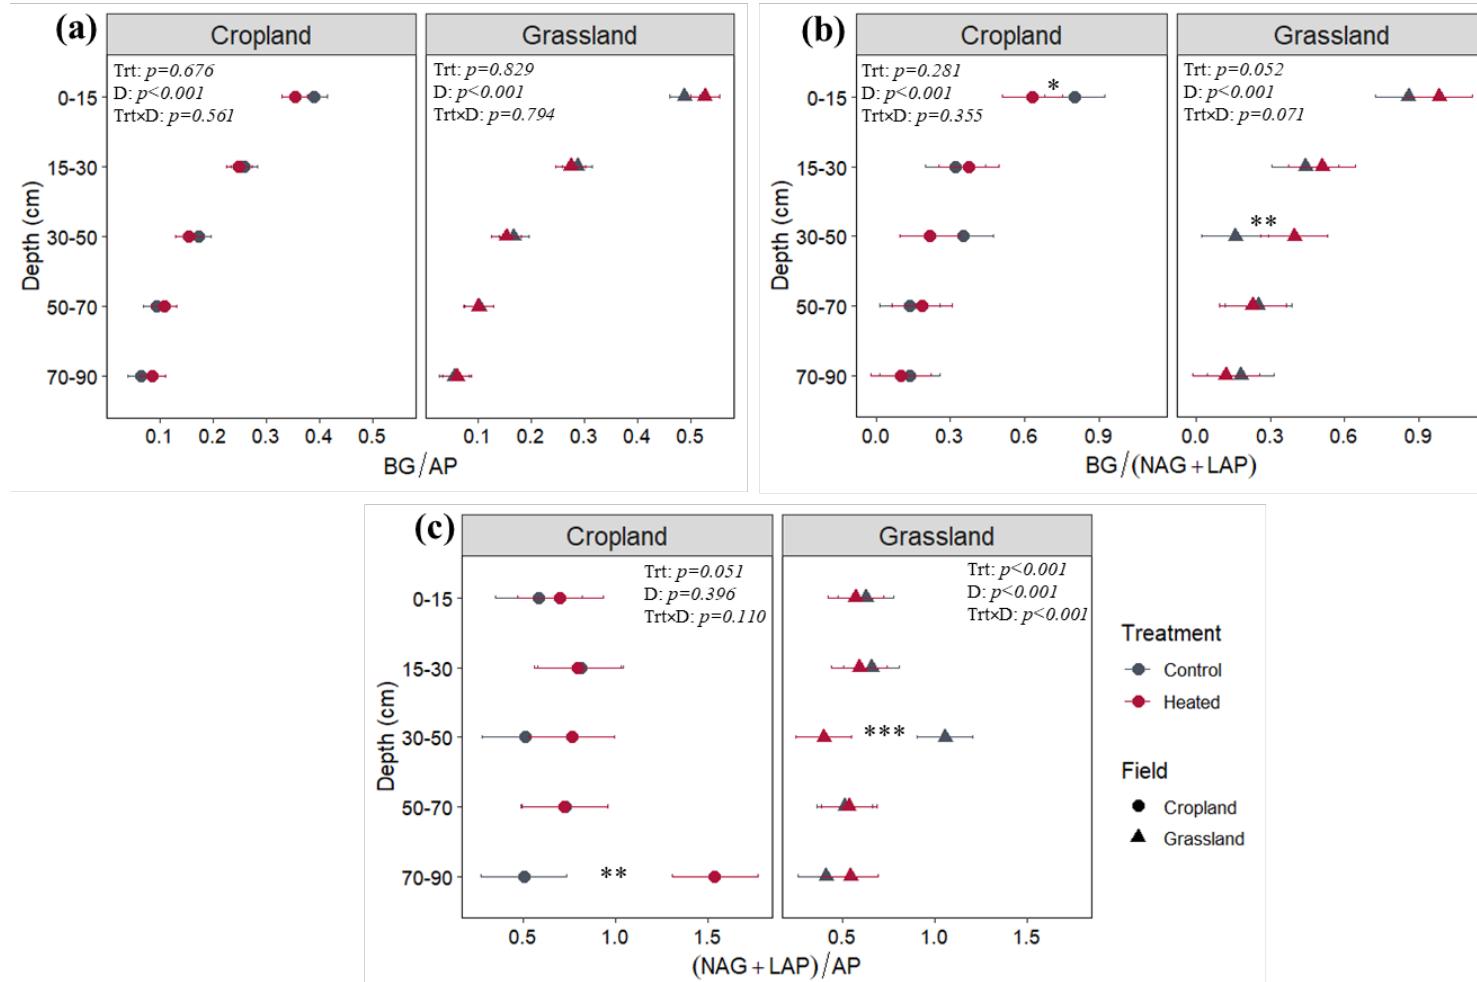 (a)
Cropland
Grassland
Trt: p=0.676
D: p<0.001
Trt×D: p=0.561
Trt: p=0.829
D: p<0.001
Trt×D: p=0.794
Depth (cm)
0-15
15-30
30-50
50-70
70-90
0.1 0.2 0.3 0.4 0.5
0.1 0.2 0.3 0.4 0.5
BG/AP
(b)
Cropland
Grassland
Trt: p=0.281
D: p<0.001
Trt×D: p=0.355
*
Trt: p=0.052
D: p<0.001
Trt×D: p=0.071
**
Depth (cm)
0-15
15-30
30-50
50-70
70-90
0.0 0.3 0.6 0.9
0.0 0.3 0.6 0.9
BG/(NAG+LAP)
(c)
Cropland
Grassland
Trt: p=0.051
D: p=0.396
Trt×D: p=0.110
**
Trt: p<0.001
D: p<0.001
Trt×D: p<0.001
***
Depth (cm)
0-15
15-30
30-50
50-70
70-90
0.5 1.0 1.5
0.5 1.0 1.5
(NAG+LAP)/AP
Treatment
Control
Heated
Field
Cropland
Grassland